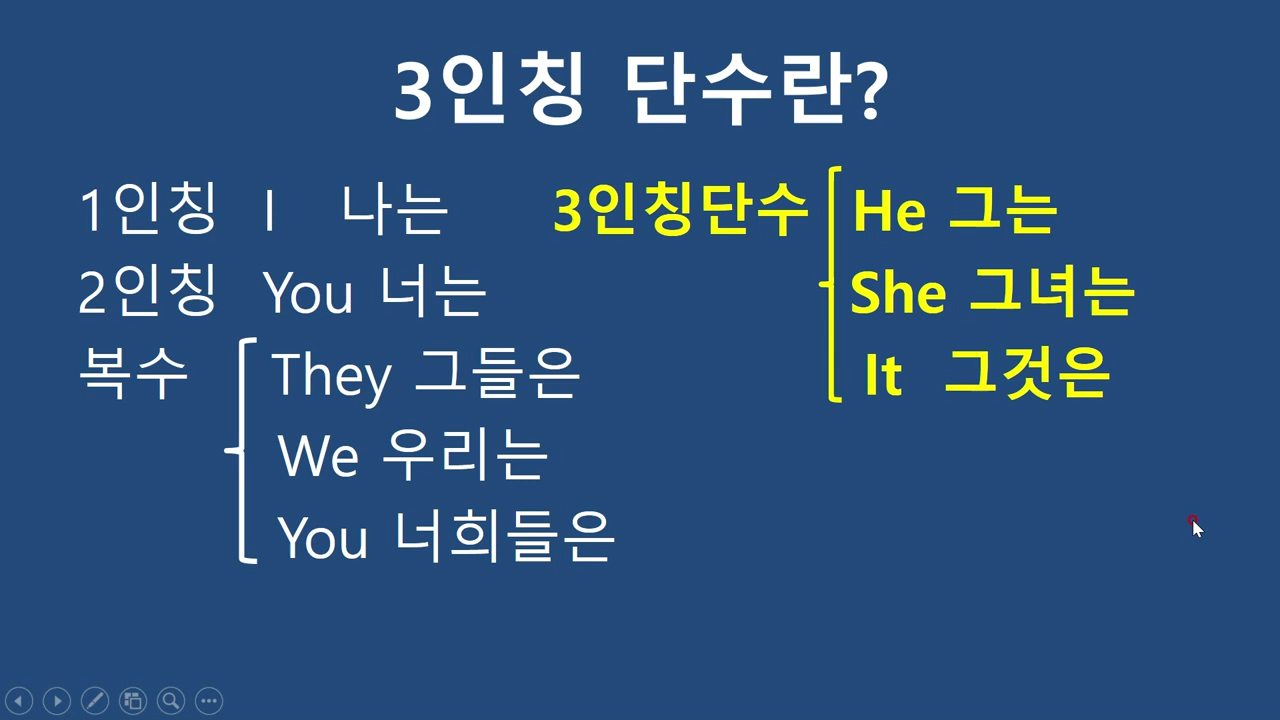 3인칭 단수란?
1인칭 I 나는
2인칭 You 너는
복수 They 그들은
We 우리는
You 너희들은
3인칭단수 He 그는
She 그녀는
It 그것은